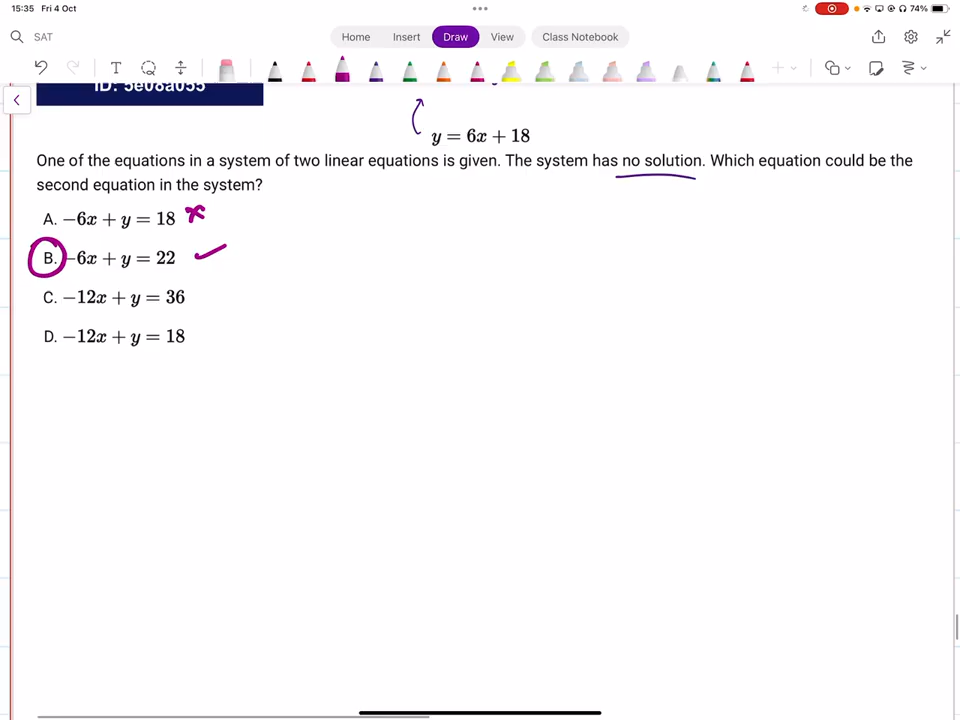 15:35 Fri 4 Oct
74%
SAT
Home Insert Draw View Class Notebook
T
ID: 5e08a055
y = 6x + 18
One of the equations in a system of two linear equations is given. The system has no solution. Which equation could be the
second equation in the system?
A. −6x + y = 18
B. −6x + y = 22
C. −12x + y = 36
D. −12x + y = 18